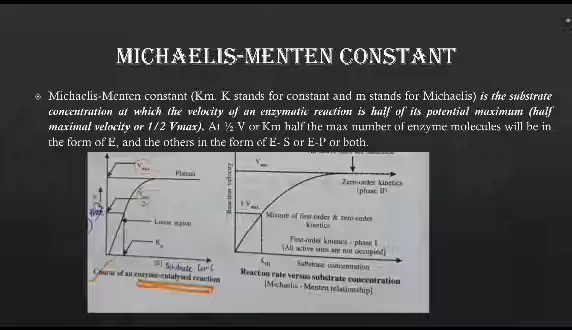 MICHAELIS-MENTEN CONSTANT
Michaelis-Menten constant (Km. K stands for constant and m stands for Michaelis) is the substrate
concentration at which the velocity of an enzymatic reaction is half of its potential maximum (half
maximal velocity or 1/2 Vmax). At ½ V or Km half the max number of enzyme molecules will be in
the form of E, and the others in the form of E- S or E-P or both.
Vmax
Plateau
Vmax
2
Linear region
Km
[S]
Course of an enzyme-catalysed reaction
Reaction velocity
Vmax
Zero-order kinetics
(phase II)
Mixture of first-order & zero-order
kinetics
First-order kinetics - phase I
(All active sites are not occupied)
Km
Substrate concentration
Reaction rate versus substrate concentration
[Michaelis - Menten relationship]